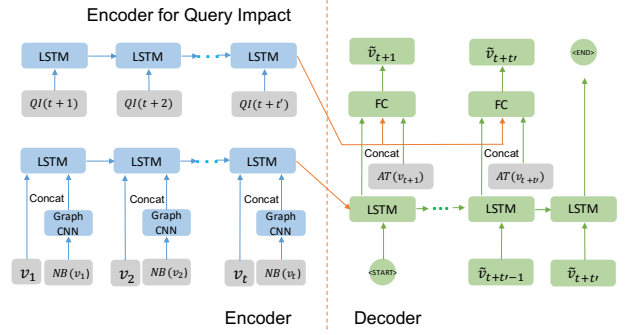 Encoder for Query Impact
LSTM LSTM LSTM
QI(t + 1) QI(t + 2) QI(t + t′)
ṽₜ₊₁ ṽₜ₊ₜ′ <END>
FC FC
Concat Concat
AT(vₜ₊₁) AT(vₜ₊ₜ′)
LSTM LSTM LSTM
Concat Concat Concat
Graph CNN Graph CNN Graph CNN
v₁ NB(v₁) v₂ NB(v₂) vₜ NB(vₜ)
LSTM LSTM LSTM
<START> ṽₜ₊ₜ′₋₁ ṽₜ₊ₜ′
Encoder Decoder